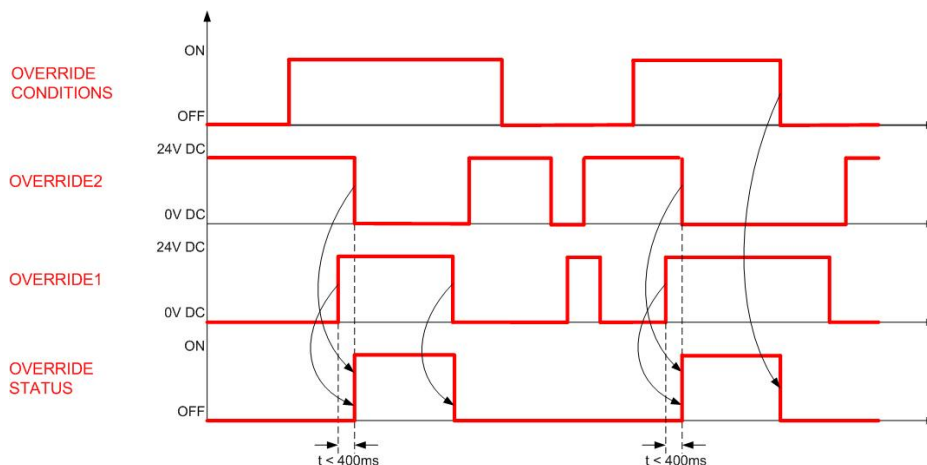 ON
OVERRIDE
CONDITIONS
OFF
24V DC
OVERRIDE2
0V DC
24V DC
OVERRIDE1
0V DC
ON
OVERRIDE
STATUS
OFF
t < 400ms
t < 400ms